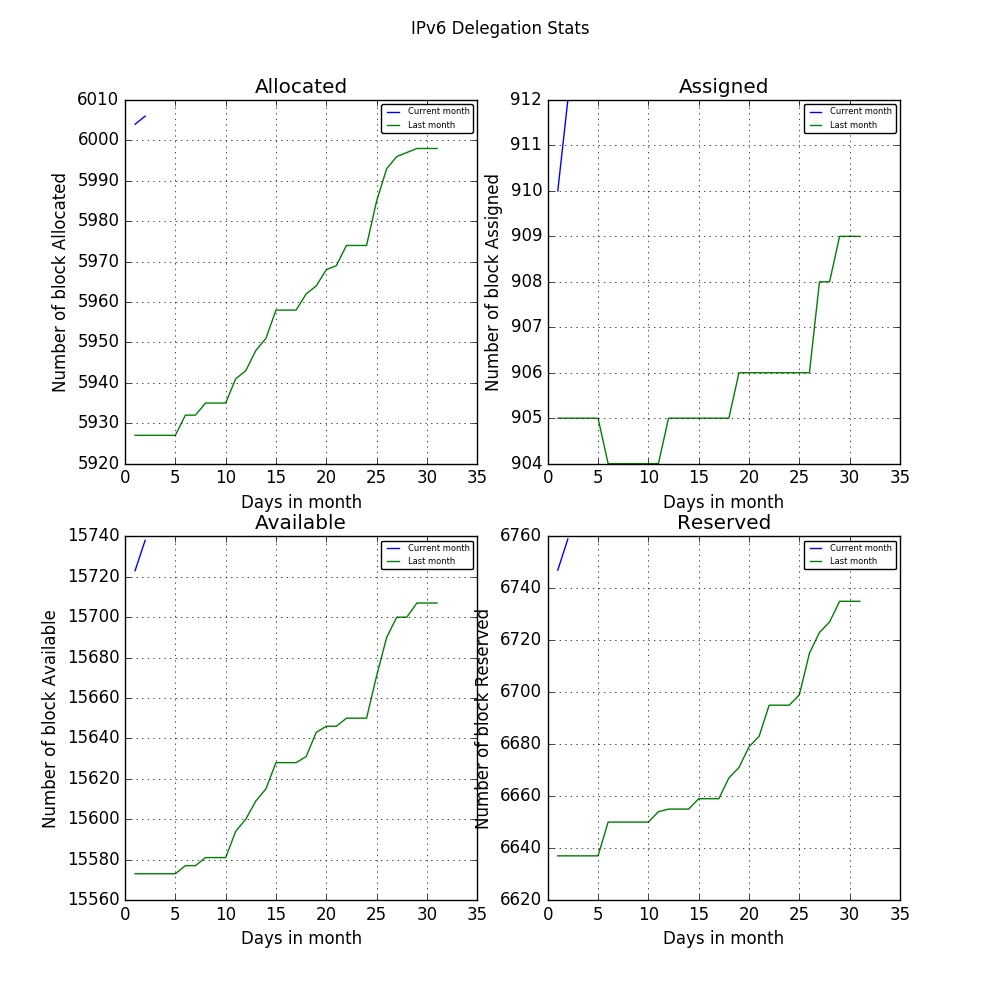 IPv6 Delegation Stats
Allocated
Number of block Allocated
6010
6000
5990
5980
5970
5960
5950
5940
5930
5920
Current month
Last month
0 5 10 15 20 25 30 35
Days in month
Assigned
Number of block Assigned
912
911
910
909
908
907
906
905
904
Current month
Last month
0 5 10 15 20 25 30 35
Days in month
Available
Number of block Available
15740
15720
15700
15680
15660
15640
15620
15600
15580
15560
Current month
Last month
0 5 10 15 20 25 30 35
Days in month
Reserved
Number of block Reserved
6760
6740
6720
6700
6680
6660
6640
6620
Current month
Last month
0 5 10 15 20 25 30 35
Days in month